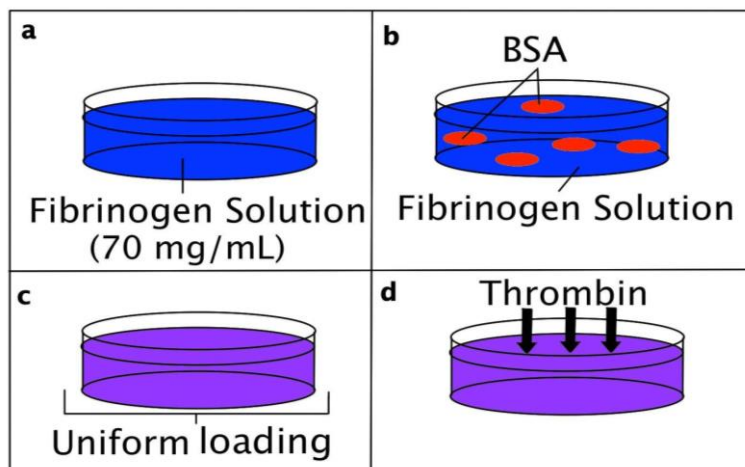 a
Fibrinogen Solution
(70 mg/mL)
b
BSA
Fibrinogen Solution
c
Uniform loading
d
Thrombin